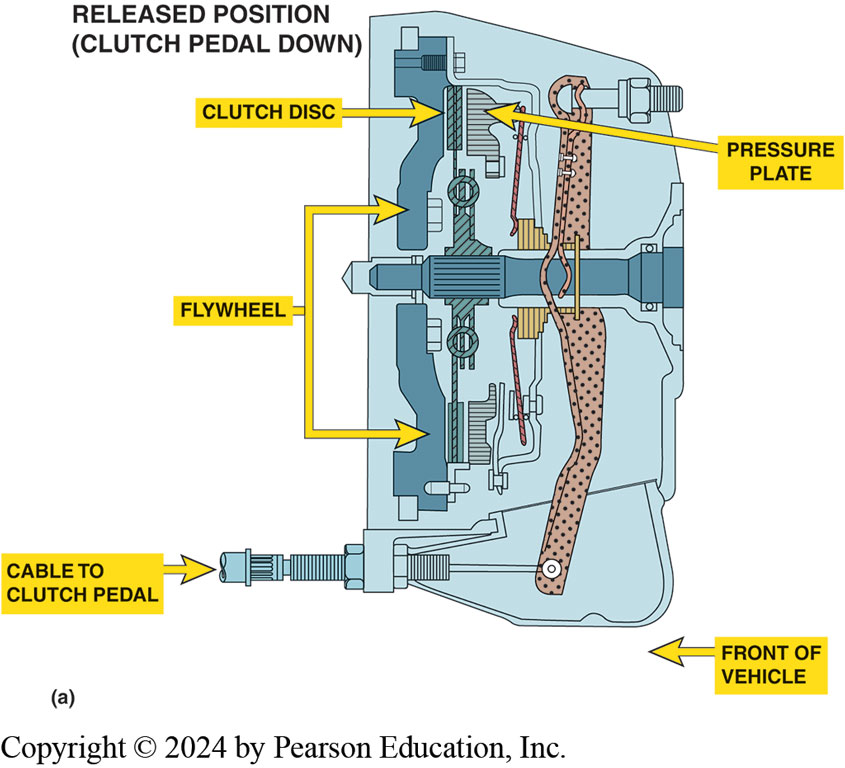 RELEASED POSITION
(CLUTCH PEDAL DOWN)
CLUTCH DISC
PRESSURE
PLATE
FLYWHEEL
CABLE TO
CLUTCH PEDAL
FRONT OF
VEHICLE
(a)
Copyright © 2024 by Pearson Education, Inc.